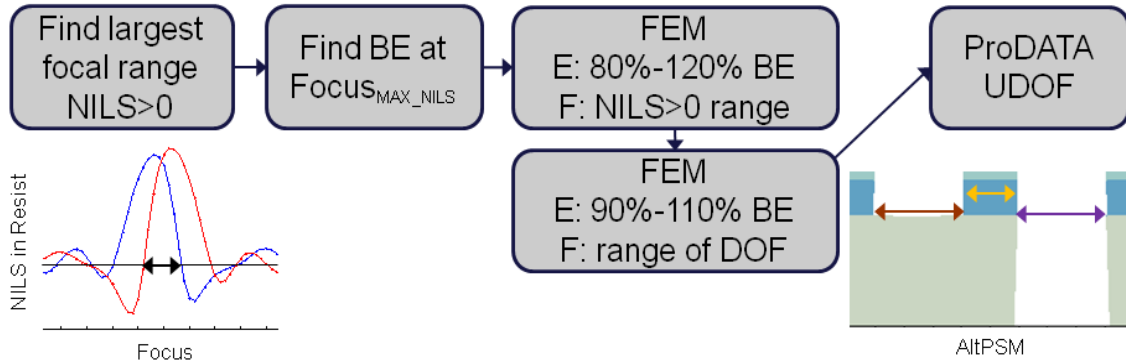 Find largest
focal range
NILS>0
Find BE at
Focus_MAX_NILS
FEM
E: 80%-120% BE
F: NILS>0 range
ProDATA
UDOF
FEM
E: 90%-110% BE
F: range of DOF
NILS in Resist
Focus
AltPSM